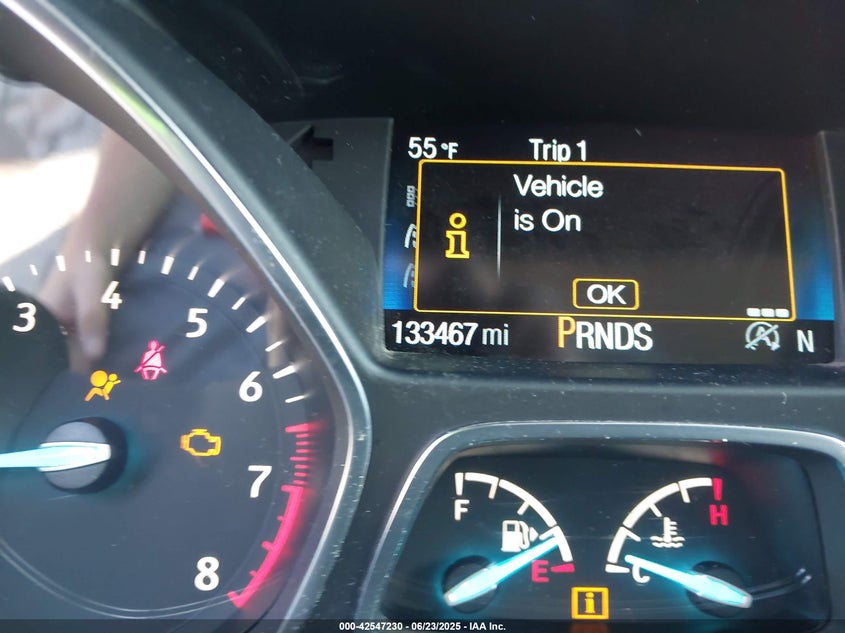 55°F Trip 1
Vehicle
is On
i
OK
133467 mi PRNDS N
3 4 5 6 7 8
F E
H C
i
000-42547230 - 06/23/2025 - IAA Inc.